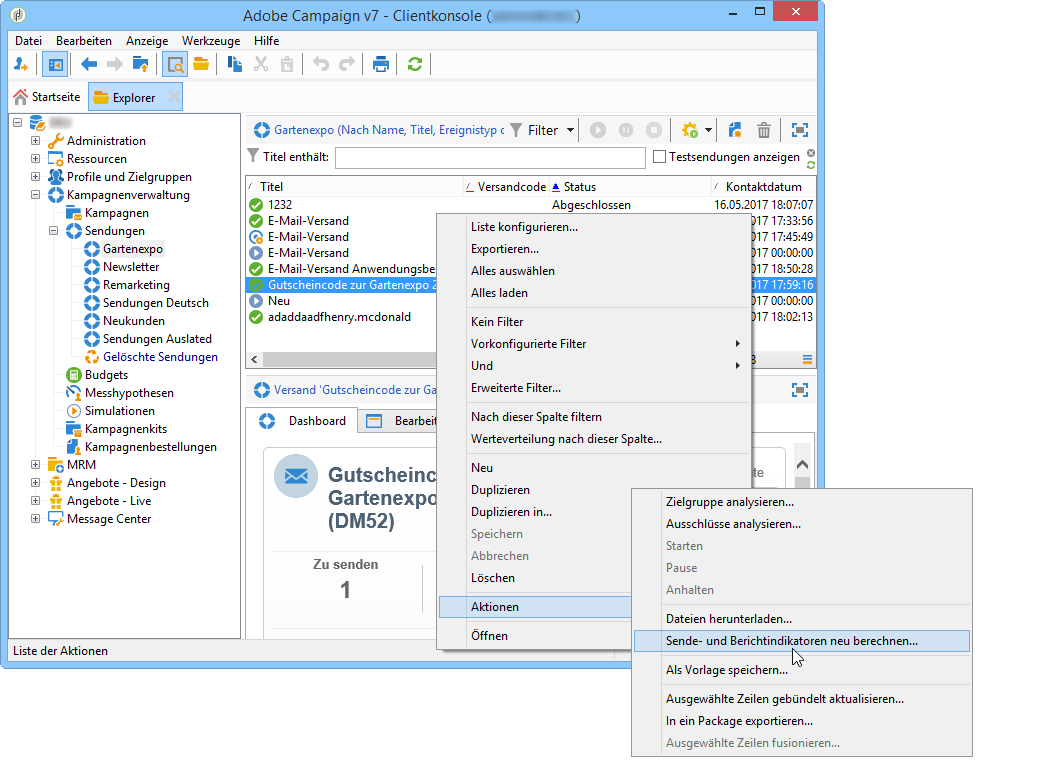 Adobe Campaign v7 - Clientkonsole ( )
Datei Bearbeiten Anzeige Werkzeuge Hilfe
Startseite Explorer
Administration
Ressourcen
Profile und Zielgruppen
Kampagnenverwaltung
Kampagnen
Sendungen
Gartenexpo
Newsletter
Remarketing
Sendungen Deutsch
Neukunden
Sendungen Auslated
Gelöschte Sendungen
Budgets
Messhypothesen
Simulationen
Kampagnenkits
Kampagnenbestellungen
MRM
Angebote - Design
Angebote - Live
Message Center
Gartenexpo (Nach Name, Titel, Ereignistyp o Filter
Titel enthält: Testsendungen anzeigen
Titel Versandcode Status Kontaktdatum
1232 Abgeschlossen 16.05.2017 18:07:07
E-Mail-Versand 017 17:33:56
E-Mail-Versand 017 17:45:49
E-Mail-Versand 017 00:00:00
E-Mail-Versand Anwendungsbe 017 18:50:28
Gutscheincode zur Gartenexpo 2 017 17:59:16
Neu 017 00:00:00
adaddaadfhenry.mcdonald 017 18:02:13
Versand 'Gutscheincode zur Ga
Dashboard Bearbeit
Gutscheinc
Gartenexpo
(DM52)
te
Zu senden
1
Liste konfigurieren...
Exportieren...
Alles auswählen
Alles laden
Kein Filter
Vorkonfigurierte Filter
Und
Erweiterte Filter...
Nach dieser Spalte filtern
Werteverteilung nach dieser Spalte...
Neu
Duplizieren
Duplizieren in...
Speichern
Abbrechen
Löschen
Aktionen
Öffnen
Zielgruppe analysieren...
Ausschlüsse analysieren...
Starten
Pause
Anhalten
Dateien herunterladen...
Sende- und Berichtindikatoren neu berechnen...
Als Vorlage speichern...
Ausgewählte Zeilen gebündelt aktualisieren...
In ein Package exportieren...
Ausgewählte Zeilen fusionieren...
Liste der Aktionen